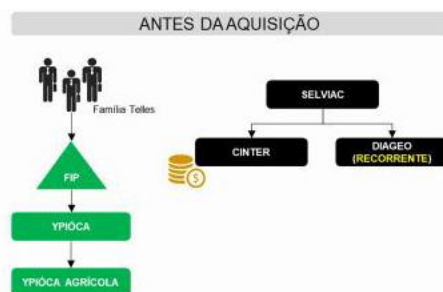 ANTES DA AQUISIÇÃO
Família Telles
FIP
YPIÓCA
YPIÓCA AGRÍCOLA
SELVIAC
CINTER
DIAGEO
(RECORRENTE)
$